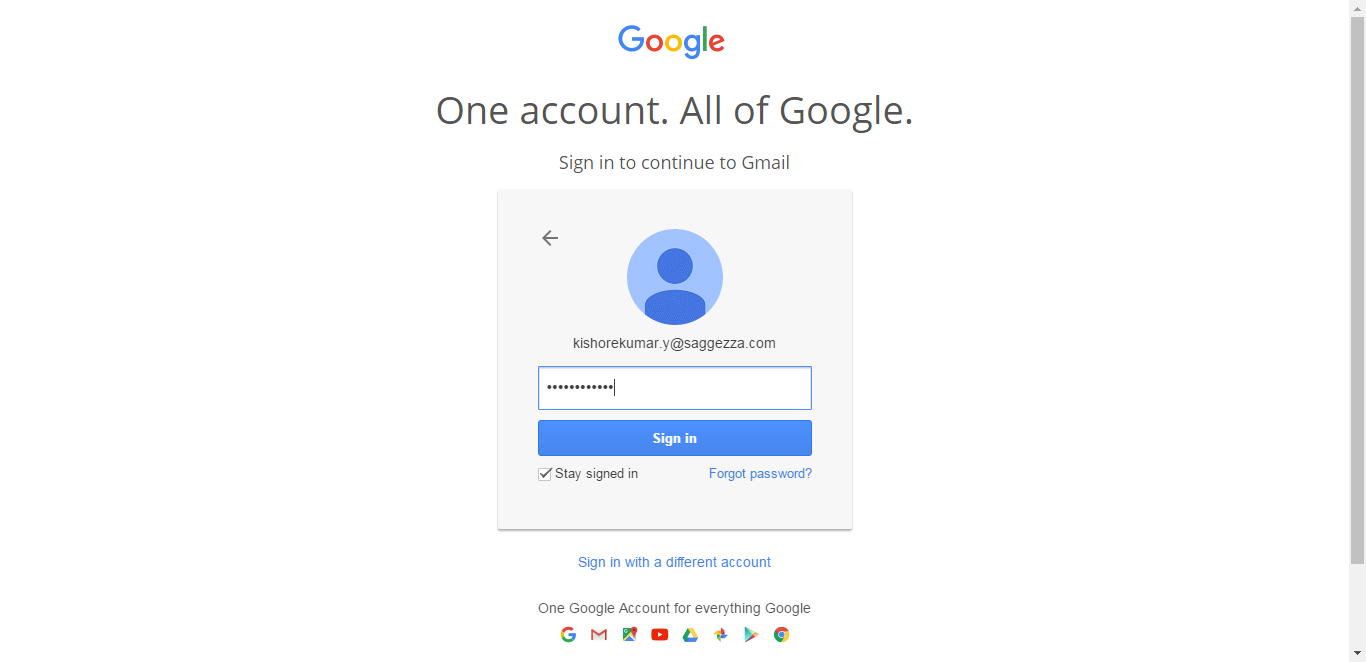 Google
One account. All of Google.
Sign in to continue to Gmail
kishorekumar.y@saggezza.com
••••••••••••
Sign in
Stay signed in Forgot password?
Sign in with a different account
One Google Account for everything Google